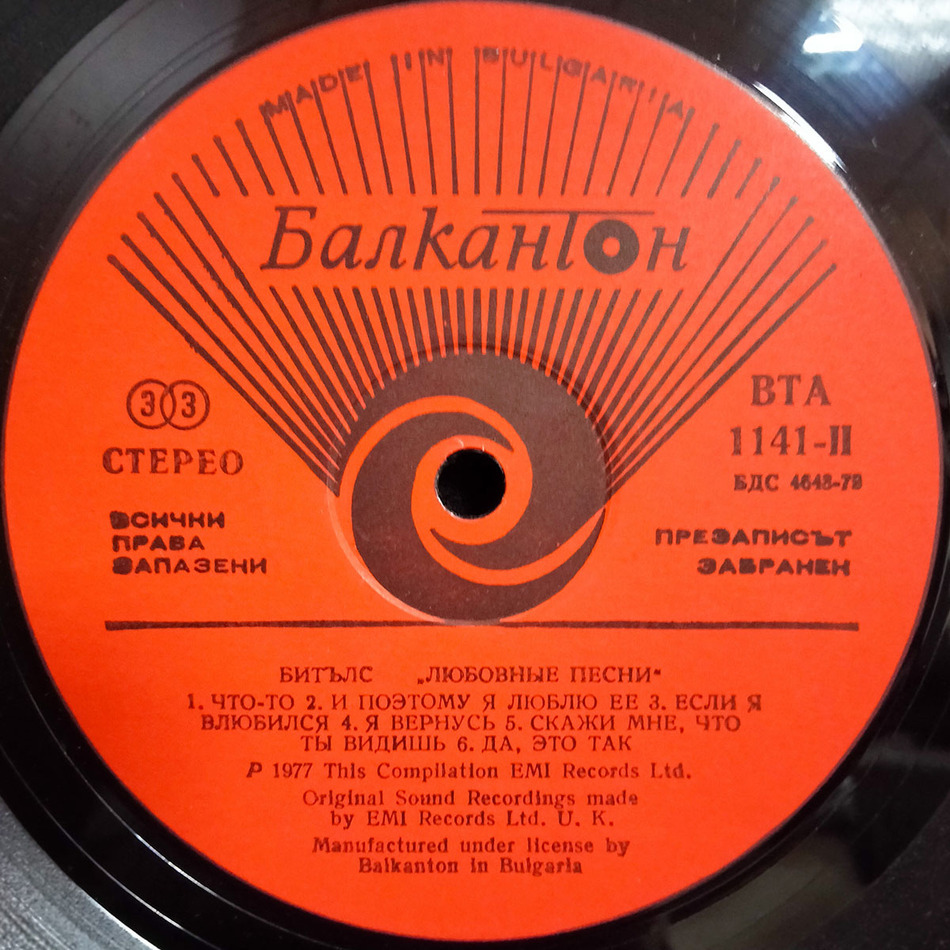 MADE IN BULGARIA
Балкантон
33
СТЕРЕО
ВТА
1141-II
БДС 4643-79
ВСИЧКИ
ПРАВА
ЗАПАЗЕНИ
ПРЕЗАПИСЪТ
ЗАБРАНЕН
БИТЪЛС „ЛЮБОВНЫЕ ПЕСНИ“
1. ЧТО-ТО 2. И ПОЭТОМУ Я ЛЮБЛЮ ЕЕ 3. ЕСЛИ Я
ВЛЮБИЛСЯ 4. Я ВЕРНУСЬ 5. СКАЖИ МНЕ, ЧТО
ТЫ ВИДИШЬ 6. ДА, ЭТО ТАК
P 1977 This Compilation EMI Records Ltd.
Original Sound Recordings made
by EMI Records Ltd. U. K.
Manufactured under license by
Balkanton in Bulgaria